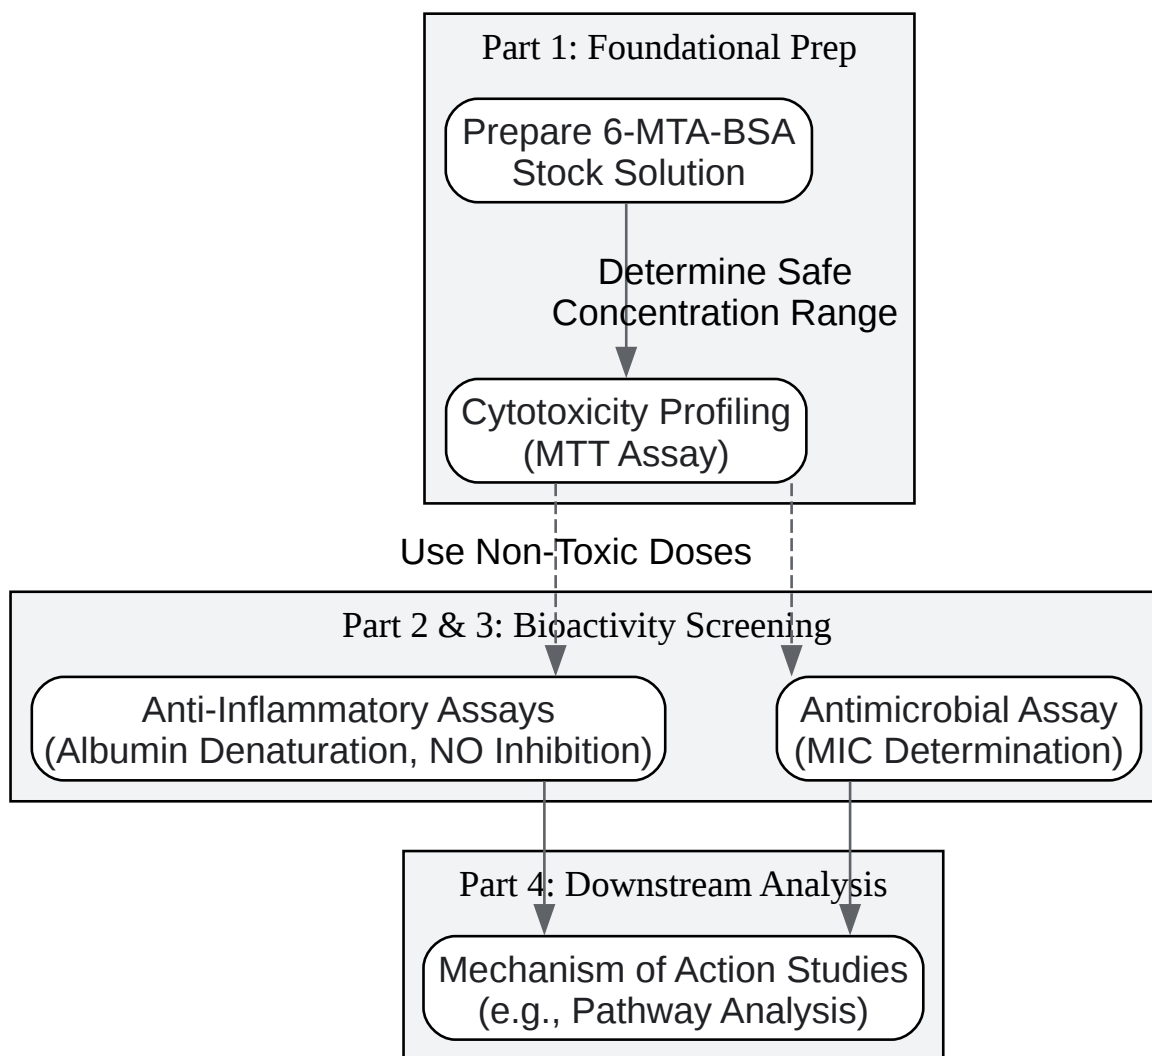 Part 1: Foundational Prep
Prepare 6-MTA-BSA
Stock Solution
Determine Safe
Concentration Range
Cytotoxicity Profiling
(MTT Assay)
Use Non-Toxic Doses
Part 2 & 3: Bioactivity Screening
Anti-Inflammatory Assays
(Albumin Denaturation, NO Inhibition)
Antimicrobial Assay
(MIC Determination)
Part 4: Downstream Analysis
Mechanism of Action Studies
(e.g., Pathway Analysis)